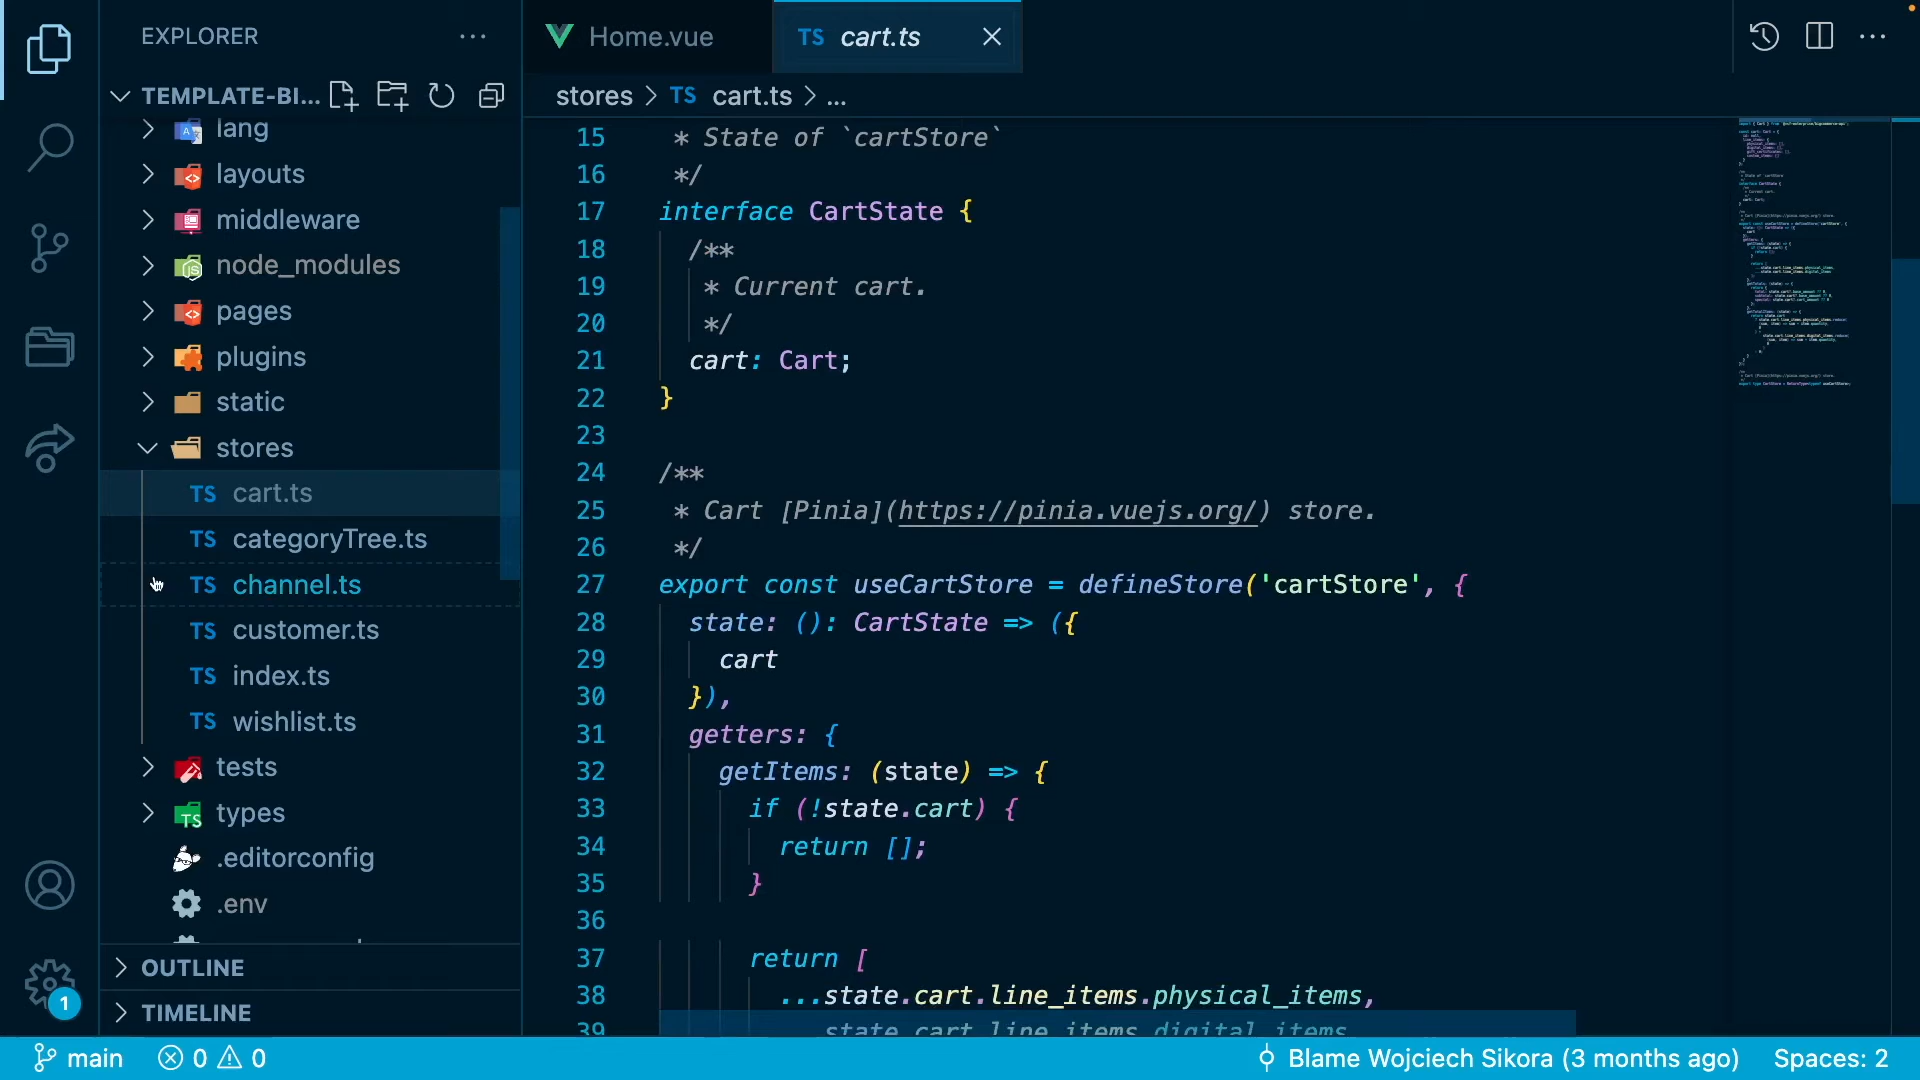 EXPLORER
TEMPLATE-BI...
lang
layouts
middleware
node_modules
pages
plugins
static
stores
TS cart.ts
TS categoryTree.ts
TS channel.ts
TS customer.ts
TS index.ts
TS wishlist.ts
tests
types
.editorconfig
.env
OUTLINE
TIMELINE
1
Home.vue
TS cart.ts
stores > TS cart.ts > ...
15 * State of `cartStore`
16 */
17 interface CartState {
18 /**
19 * Current cart.
20 */
21 cart: Cart;
22 }
23
24 /**
25 * Cart [Pinia](https://pinia.vuejs.org/) store.
26 */
27 export const useCartStore = defineStore('cartStore', {
28 state: (): CartState => ({
29 cart
30 }),
31 getters: {
32 getItems: (state) => {
33 if (!state.cart) {
34 return [];
35 }
36
37 return [
38 ...state.cart.line_items.physical_items,
39 ...state.cart.line_items.digital_items
main 0 0
Blame Wojciech Sikora (3 months ago) Spaces: 2